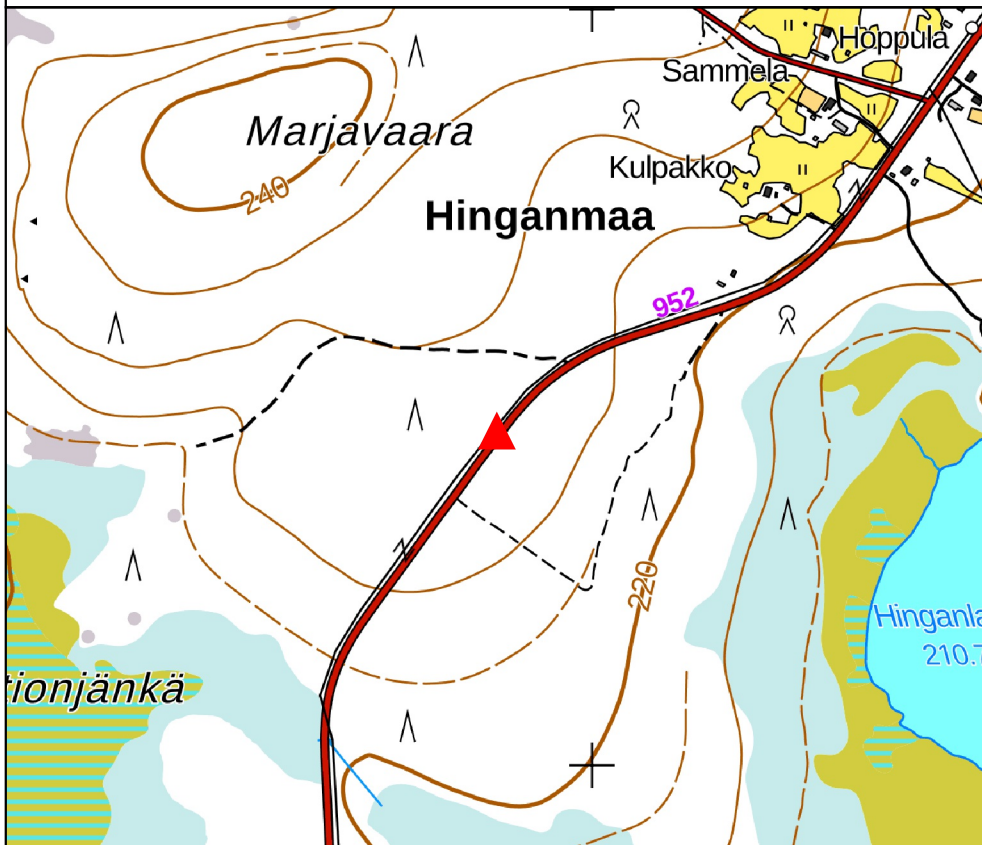 Hoppula
Sammela
Marjavaara
Kulpakko
240
Hinganmaa
952
220
Hinganla
210.7
tionjänkä